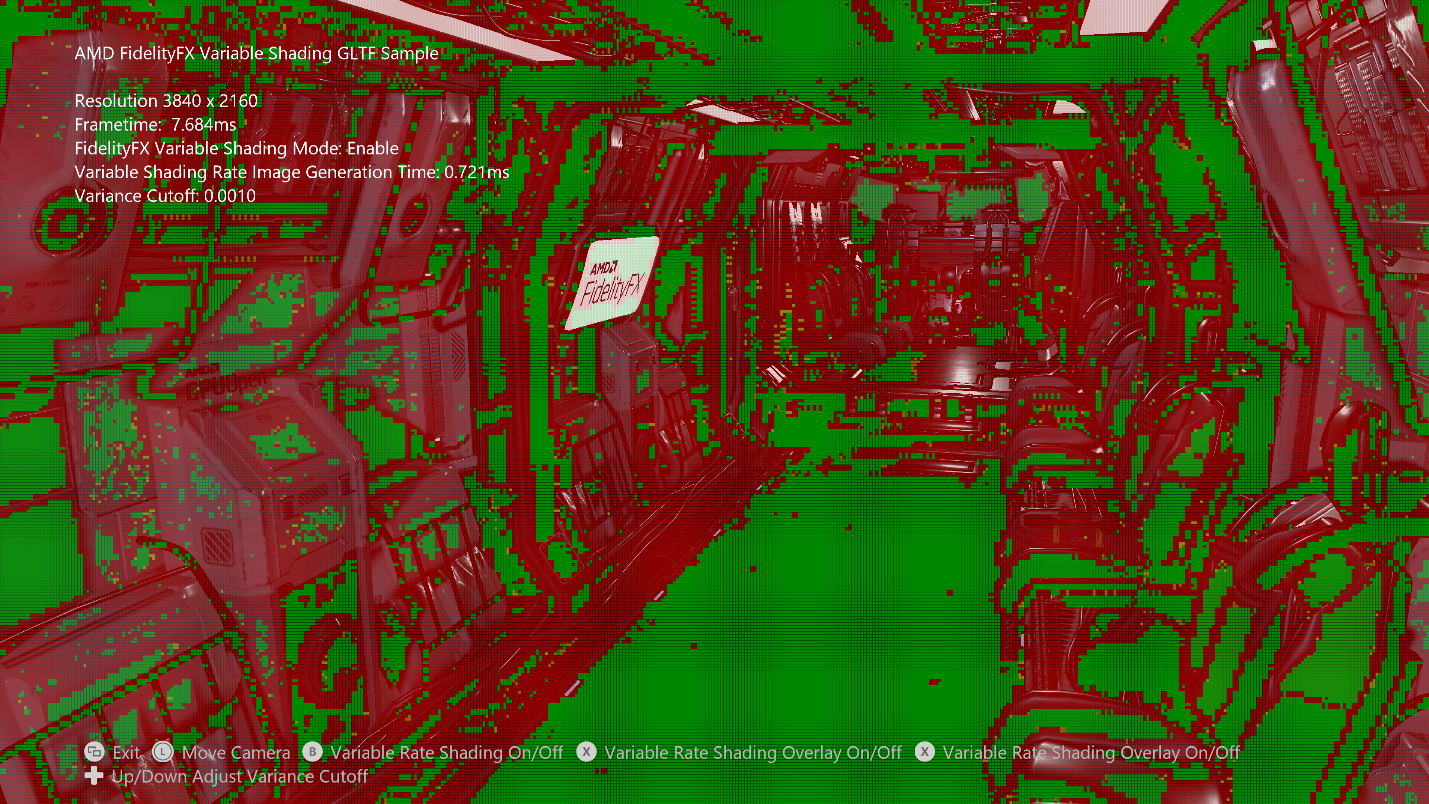 AMD FidelityFX Variable Shading GLTF Sample
Resolution 3840 x 2160
Frametime: 7.684ms
FidelityFX Variable Shading Mode: Enable
Variable Shading Rate Image Generation Time: 0.721ms
Variance Cutoff: 0.0010
AMD
FidelityFX
AMD
GPUOpen
Exit L Move Camera B Variable Rate Shading On/Off X Variable Rate Shading Overlay On/Off X Variable Rate Shading Overlay On/Off
Up/Down Adjust Variance Cutoff